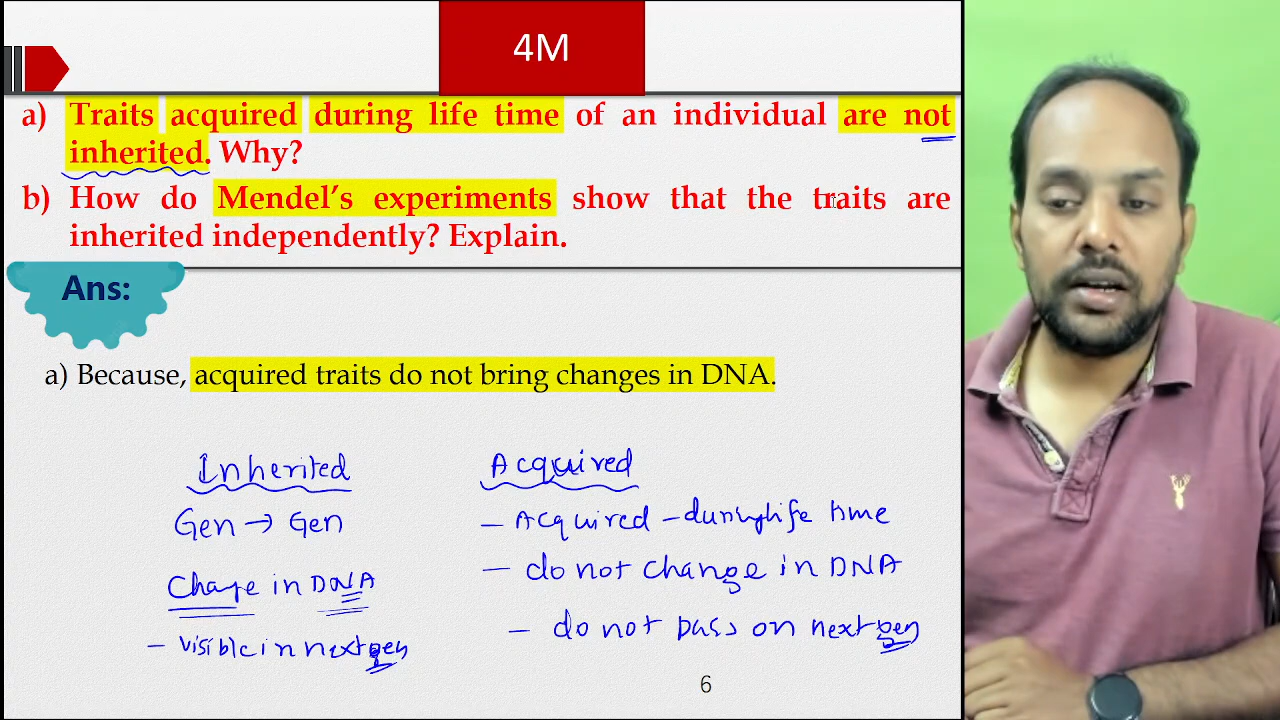 4M
a) Traits acquired during life time of an individual are not
inherited. Why?
b) How do Mendel’s experiments show that the traits are
inherited independently? Explain.
Ans:
a) Because, acquired traits do not bring changes in DNA.
Inherited
Gen → Gen
Change in DNA
– visible in next gen
Acquired
– Acquired – during life time
– do not change in DNA
– do not pass on next gen
6